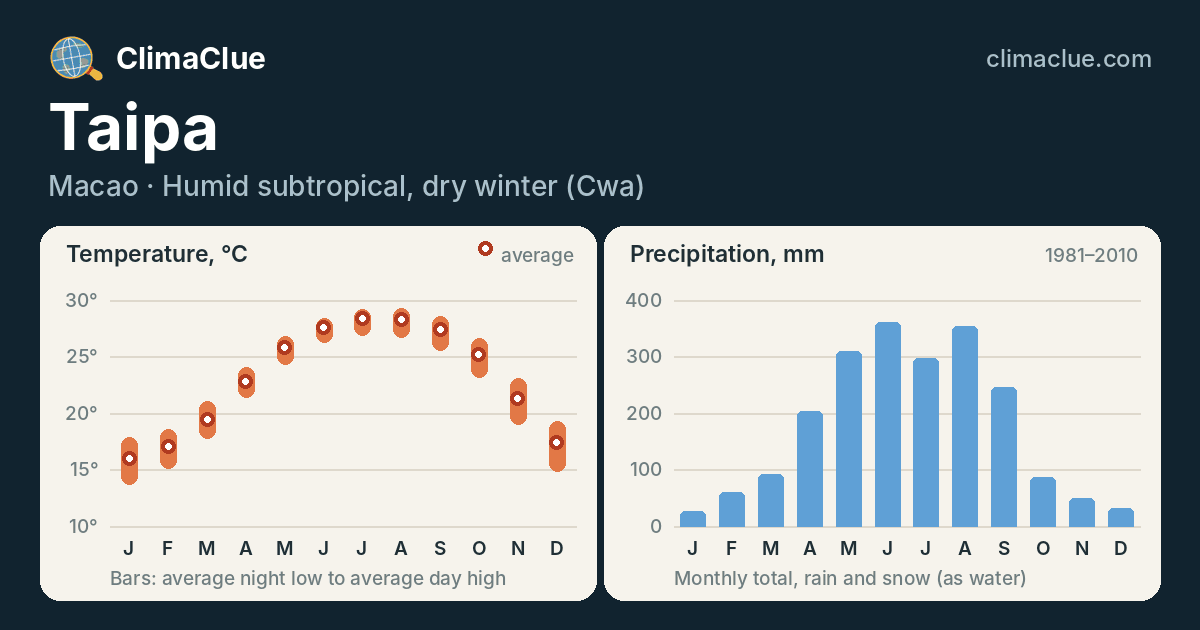 ClimaClue
climaclue.com
Taipa
Macao · Humid subtropical, dry winter (Cwa)
Temperature, °C
average
30°
25°
20°
15°
10°
J F M A M J J A S O N D
Bars: average night low to average day high
Precipitation, mm
1981–2010
400
300
200
100
0
J F M A M J J A S O N D
Monthly total, rain and snow (as water)